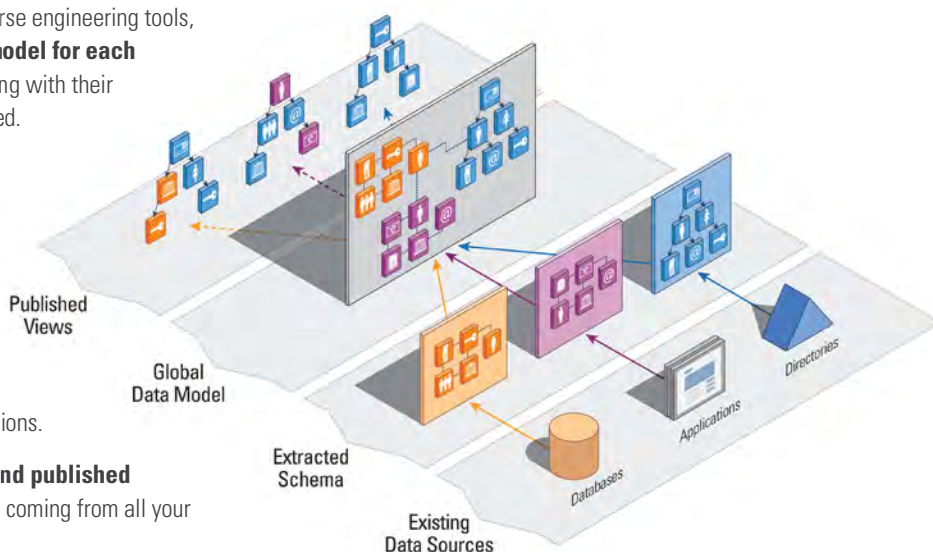 rse engineering tools,
odel for each
ng with their
ed.
Published
Views
Global
Data Model
ions.
Extracted
Schema
nd published
coming from all your
Existing
Data Sources
Databases
Applications
Directories